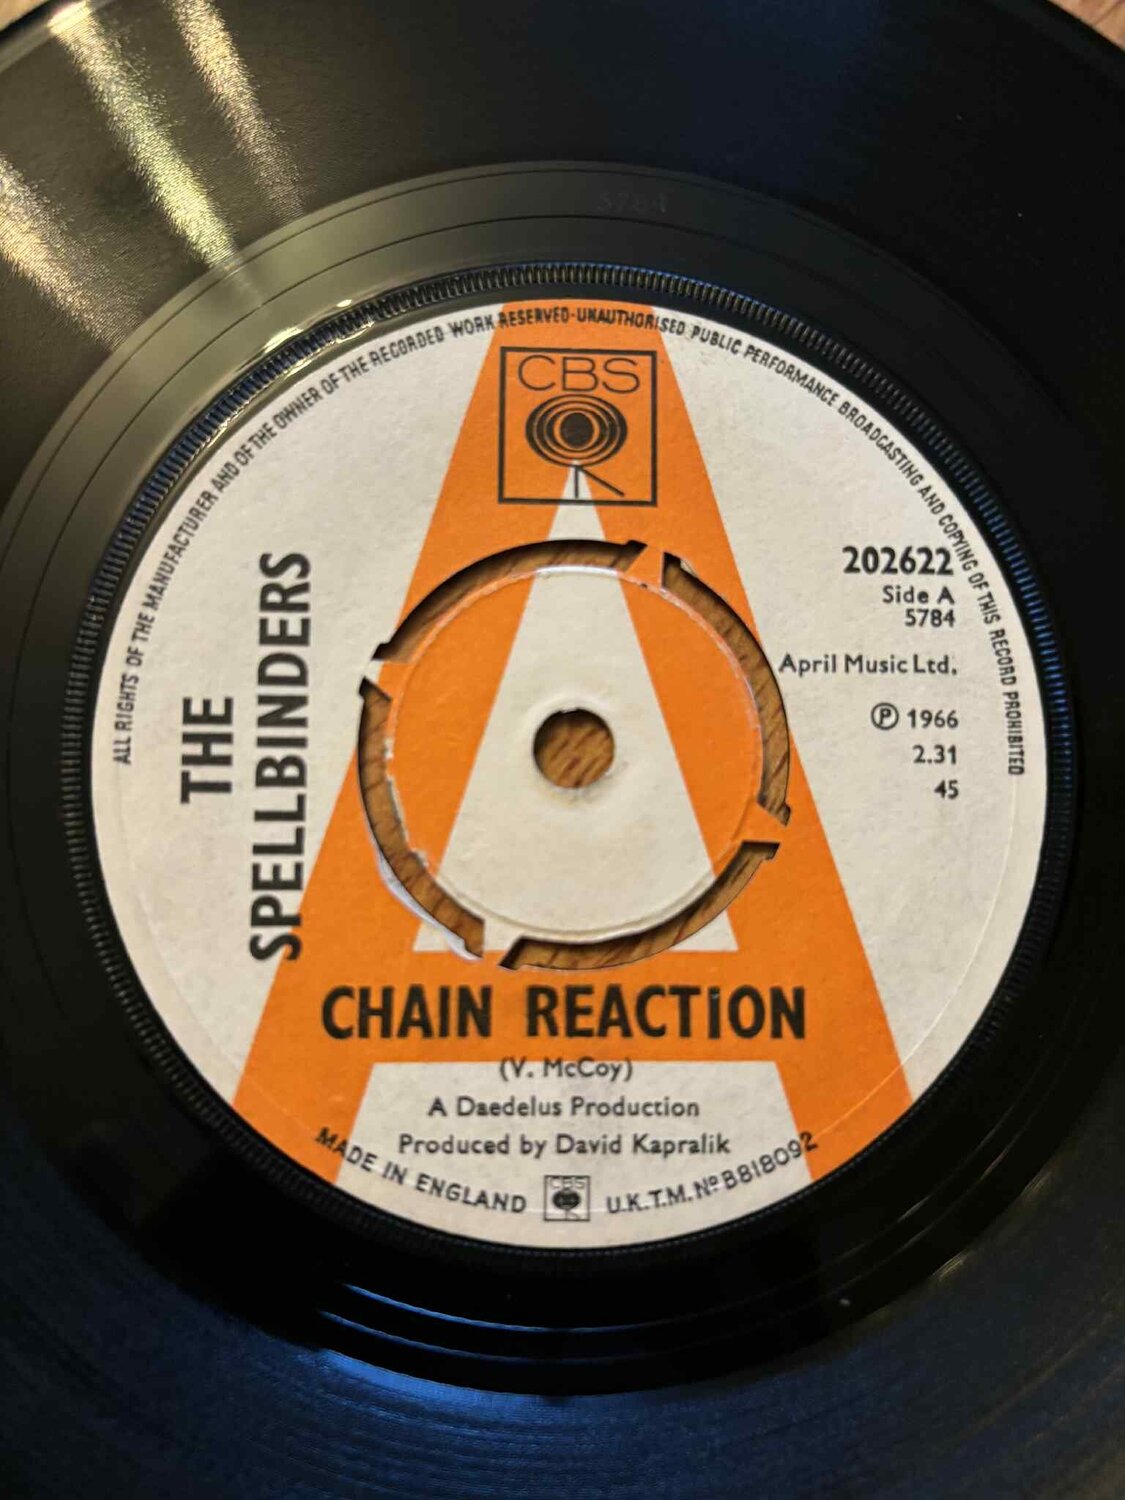 ALL RIGHTS OF THE MANUFACTURER AND OF THE OWNER OF THE RECORDED WORK RESERVED-UNAUTHORISED PUBLIC PERFORMANCE BROADCASTING AND COPYING OF THIS RECORD PROHIBITED
CBS
THE
SPELLBINDERS
202622
Side A
5784
April Music Ltd.
℗ 1966
2.31
45
CHAIN REACTION
(V. McCoy)
A Daedelus Production
Produced by David Kapralik
MADE IN ENGLAND
CBS
U.K.T.M. Nº B818092